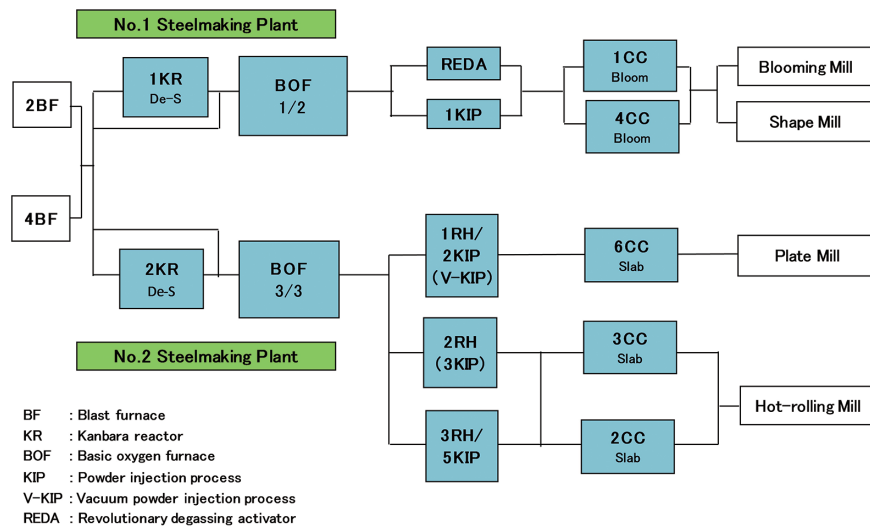 No.1 Steelmaking Plant
2BF
4BF
1KR
De-S
BOF
1/2
REDA
1KIP
1CC
Bloom
4CC
Bloom
Blooming Mill
Shape Mill
2KR
De-S
BOF
3/3
1RH/
2KIP
(V-KIP)
6CC
Slab
Plate Mill
2RH
(3KIP)
3CC
Slab
3RH/
5KIP
2CC
Slab
Hot-rolling Mill
No.2 Steelmaking Plant
BF : Blast furnace
KR : Kanbara reactor
BOF : Basic oxygen furnace
KIP : Powder injection process
V-KIP : Vacuum powder injection process
REDA : Revolutionary degassing activator